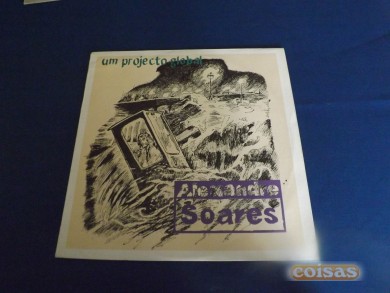 um projecto global
Alexandre
Soares
coisas